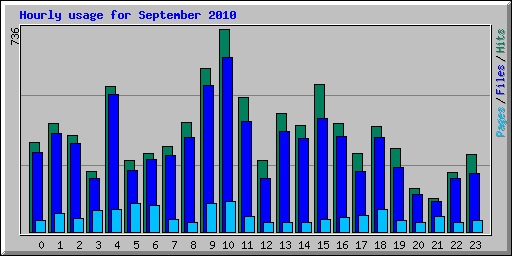 Hourly usage for September 2010
736
Pages / Files / Hits
0 1 2 3 4 5 6 7 8 9 10 11 12 13 14 15 16 17 18 19 20 21 22 23